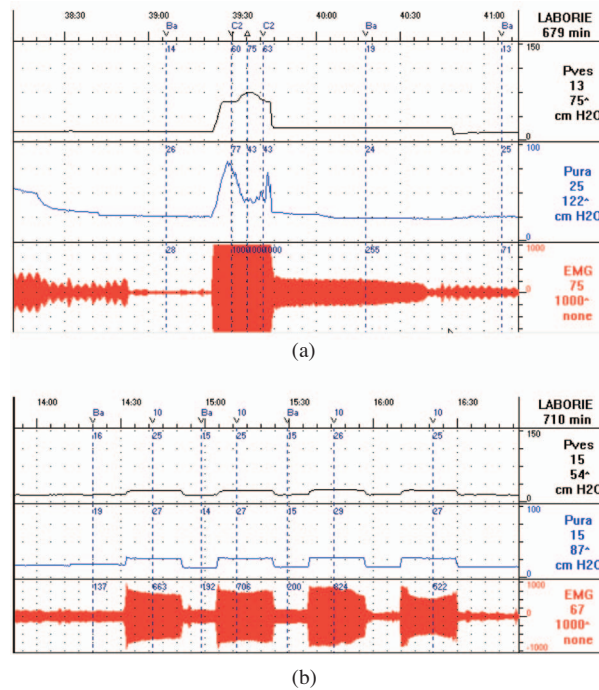 38:30 39:00 39:30 40:00 40:30 41:00
LABORIE
679 min
Ba C2 C2 Ba Ba
14 60 75 63 19 13
150
Pves
13
75^
cm H2O
0
26 77 43 43 24 25
100
Pura
25
122^
cm H2O
0
28 255 71
1000
EMG
75
1000^
none
0
(a)
14:00 14:30 15:00 15:30 16:00 16:30
LABORIE
710 min
Ba 10 Ba 10 Ba 10 10
16 25 15 25 15 26 25
150
Pves
15
54^
cm H2O
0
19 27 14 27 15 29 27
100
Pura
15
87^
cm H2O
0
137 663 192 706 200 624 522
1000
EMG
67
1000^
none
0
-1000
(b)